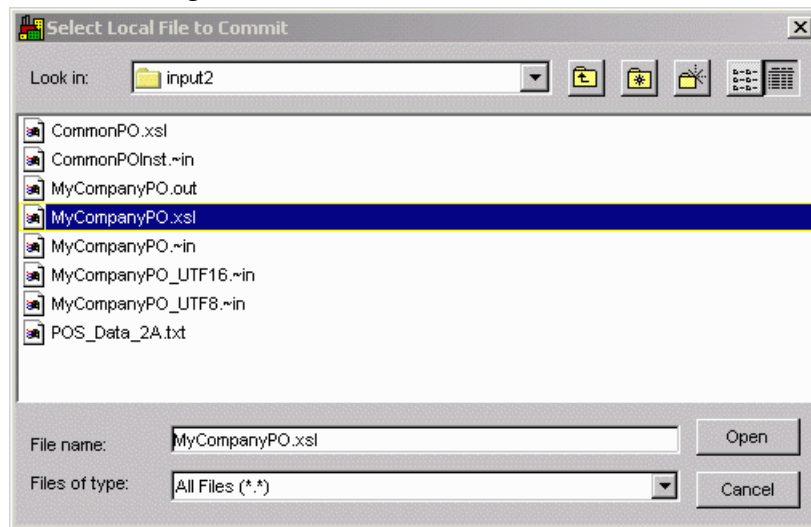 Select Local File to Commit
Look in: input2
CommonPO.xsl
CommonPOInst.~in
MyCompanyPO.out
MyCompanyPO.xsl
MyCompanyPO.~in
MyCompanyPO_UTF16.~in
MyCompanyPO_UTF8.~in
POS_Data_2A.txt
File name: MyCompanyPO.xsl Open
Files of type: All Files (*.*) Cancel